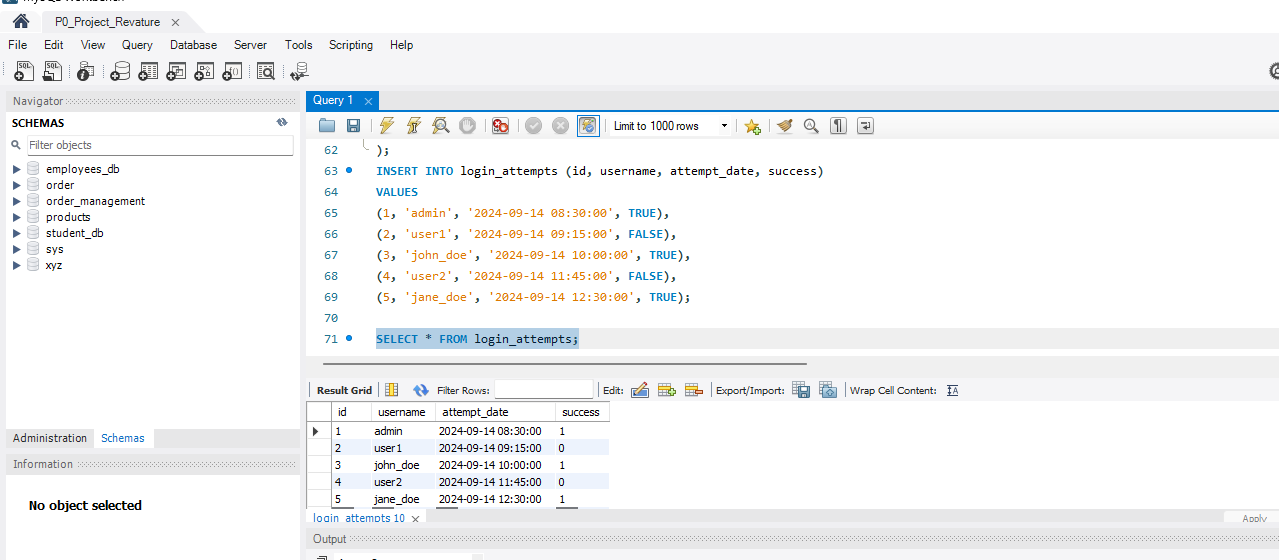 P0_Project_Revature
File Edit View Query Database Server Tools Scripting Help
Navigator
SCHEMAS
Filter objects
employees_db
order
order_management
products
student_db
sys
xyz
Administration Schemas
Information
No object selected
Query 1
Limit to 1000 rows
62 );
63 INSERT INTO login_attempts (id, username, attempt_date, success)
64 VALUES
65 (1, 'admin', '2024-09-14 08:30:00', TRUE),
66 (2, 'user1', '2024-09-14 09:15:00', FALSE),
67 (3, 'john_doe', '2024-09-14 10:00:00', TRUE),
68 (4, 'user2', '2024-09-14 11:45:00', FALSE),
69 (5, 'jane_doe', '2024-09-14 12:30:00', TRUE);
70
71 SELECT * FROM login_attempts;
Result Grid Filter Rows: Edit: Export/Import: Wrap Cell Content:
id username attempt_date success
1 admin 2024-09-14 08:30:00 1
2 user1 2024-09-14 09:15:00 0
3 john_doe 2024-09-14 10:00:00 1
4 user2 2024-09-14 11:45:00 0
5 jane_doe 2024-09-14 12:30:00 1
login_attempts 10 Apply
Output